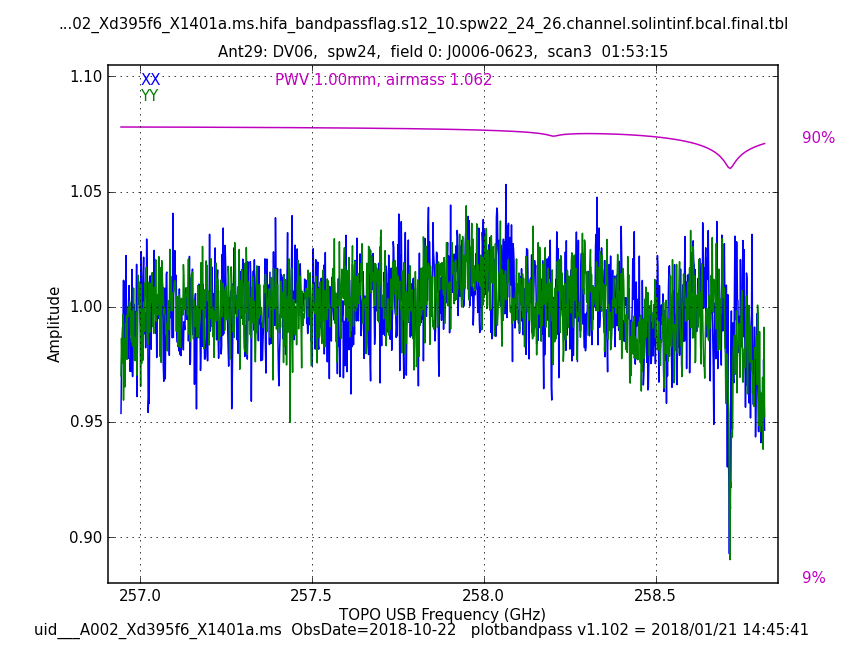 ...02_Xd395f6_X1401a.ms.hifa_bandpassflag.s12_10.spw22_24_26.channel.solintinf.bcal.final.tbl
Ant29: DV06, spw24, field 0: J0006-0623, scan3 01:53:15
XX
YY
PWV 1.00mm, airmass 1.062
1.10
1.05
1.00
0.95
0.90
Amplitude
90%
9%
257.0 257.5 258.0 258.5
TOPO USB Frequency (GHz)
uid___A002_Xd395f6_X1401a.ms ObsDate=2018-10-22 plotbandpass v1.102 = 2018/01/21 14:45:41